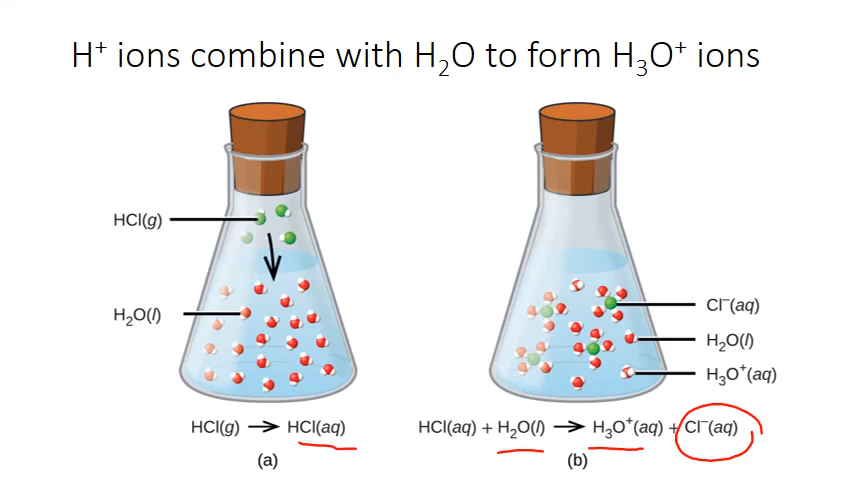 H⁺ ions combine with H₂O to form H₃O⁺ ions
HCl(g)
H₂O(l)
Cl⁻(aq)
H₂O(l)
H₃O⁺(aq)
HCl(g) ⟶ HCl(aq)
(a)
HCl(aq) + H₂O(l) ⟶ H₃O⁺(aq) + Cl⁻(aq)
(b)